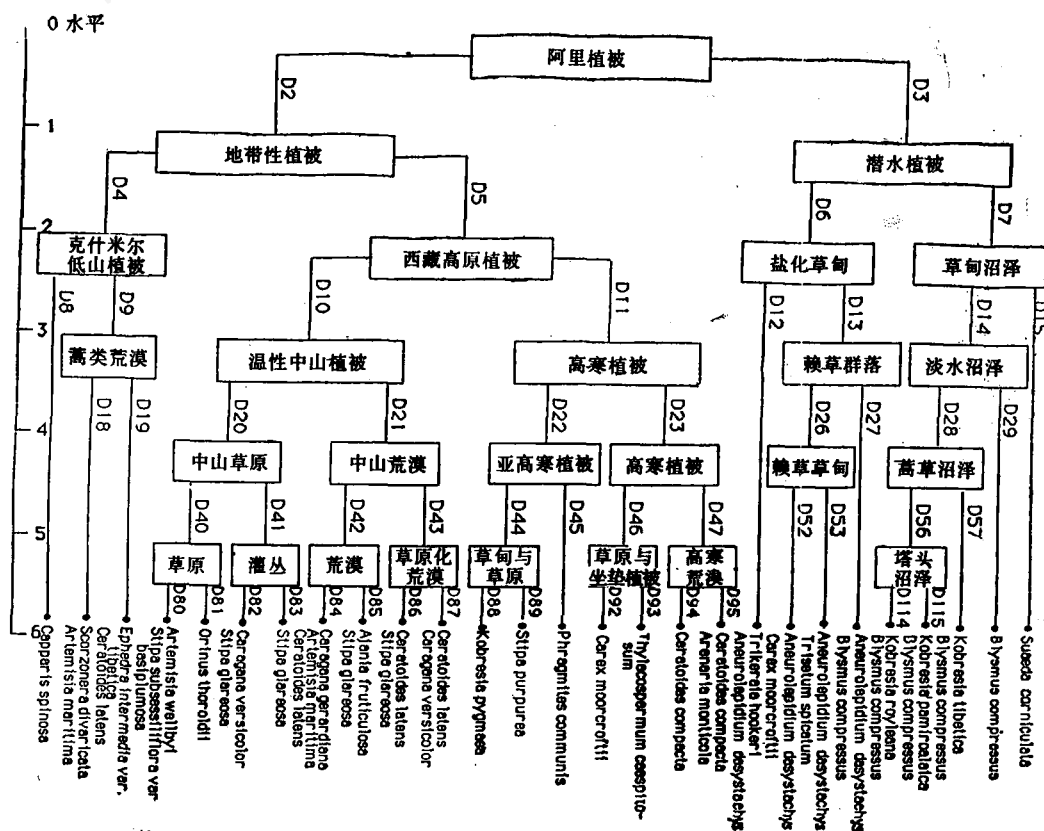 0 水平
阿里植被
D2
D3
1
地带性植被
潜水植被
D4
D5
D6
D7
2
克什米尔
低山植被
西藏高原植被
盐化草甸
草甸沼泽
D8
D9
D10
D11
D12
D13
D14
D15
3
蒿类荒漠
温性中山植被
高寒植被
赖草群落
淡水沼泽
D18
D19
D20
D21
D22
D23
D26
D27
D28
D29
4
中山草原
中山荒漠
亚高寒植被
高寒植被
赖草草甸
蒿草沼泽
D40
D41
D42
D43
D44
D45
D46
D47
D52
D53
D56
D57
5
草原
灌丛
荒漠
草原化
荒漠
草甸与
草原
草原与
坐垫植被
高寒
荒漠
塔头
沼泽
D80
D81
D82
D83
D84
D85
D86
D87
D88
D89
D92
D93
D94
D95
D114
D115
6
Capparis spinosa
Artemisia maritima
Sorzonera divaricata
Ceratoides latens
Ephedra intermedia var.
tibetica
Stipa subsessiliflora var
basiplumosa
Artemisia wellbyi
Orinus thoroldii
Stipa glareosa
Caragana versicolor
Stipa glareosa
Ceratoides latens
Artemisia maritima
Caragana gerardiana
Stipa glareosa
Ajania fruticulosa
Stipa glareosa
Ceratoides latens
Caragana versicolor
Ceratoides latens
Kobresia pygmaea
Stipa purpurea
Phragmites communis
Carex moorcroftii
Thylacospermum caespito-
sum
Ceratoides compacta
Arenaria monticola
Ceratoides compacta
Aneurolepidium dasystachys
Trikeraia hookeri
Carex moorcroftii
Aneurolepidium dasystachys
Trisetum spicatum
Aneurolepidium dasystachys
Blysmus compressus
Aneurolepidium dasystachys
Blysmus compressus
Kobresia royleana
Blysmus compressus
Kobresia pamiroalaica
Blysmus compressus
Kobresia tibetica
Blysmus compressus
Suaeda corniculata